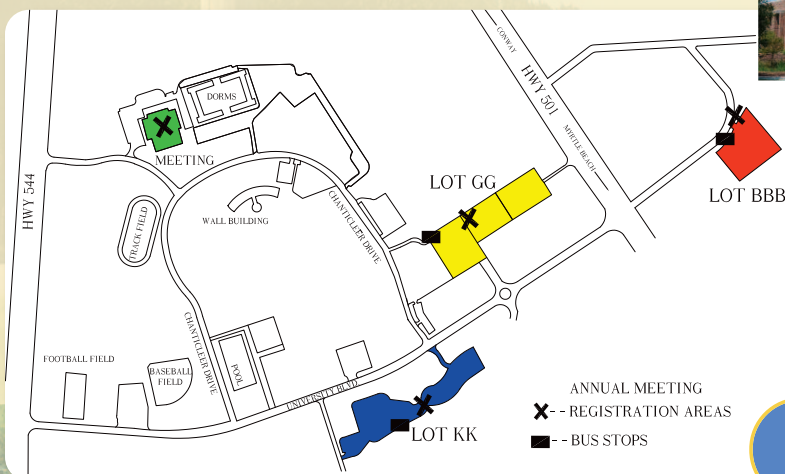 CONWAY
HWY 501
MYRTLE BEACH
DORMS
MEETING
HWY 544
LOT GG
LOT BBB
TRACK FIELD
WALL BUILDING
CHANTICLEER DRIVE
CHANTICLEER DRIVE
FOOTBALL FIELD
BASEBALL
FIELD
POOL
UNIVERSITY BLVD
LOT KK
ANNUAL MEETING
X-- REGISTRATION AREAS
-- BUS STOPS